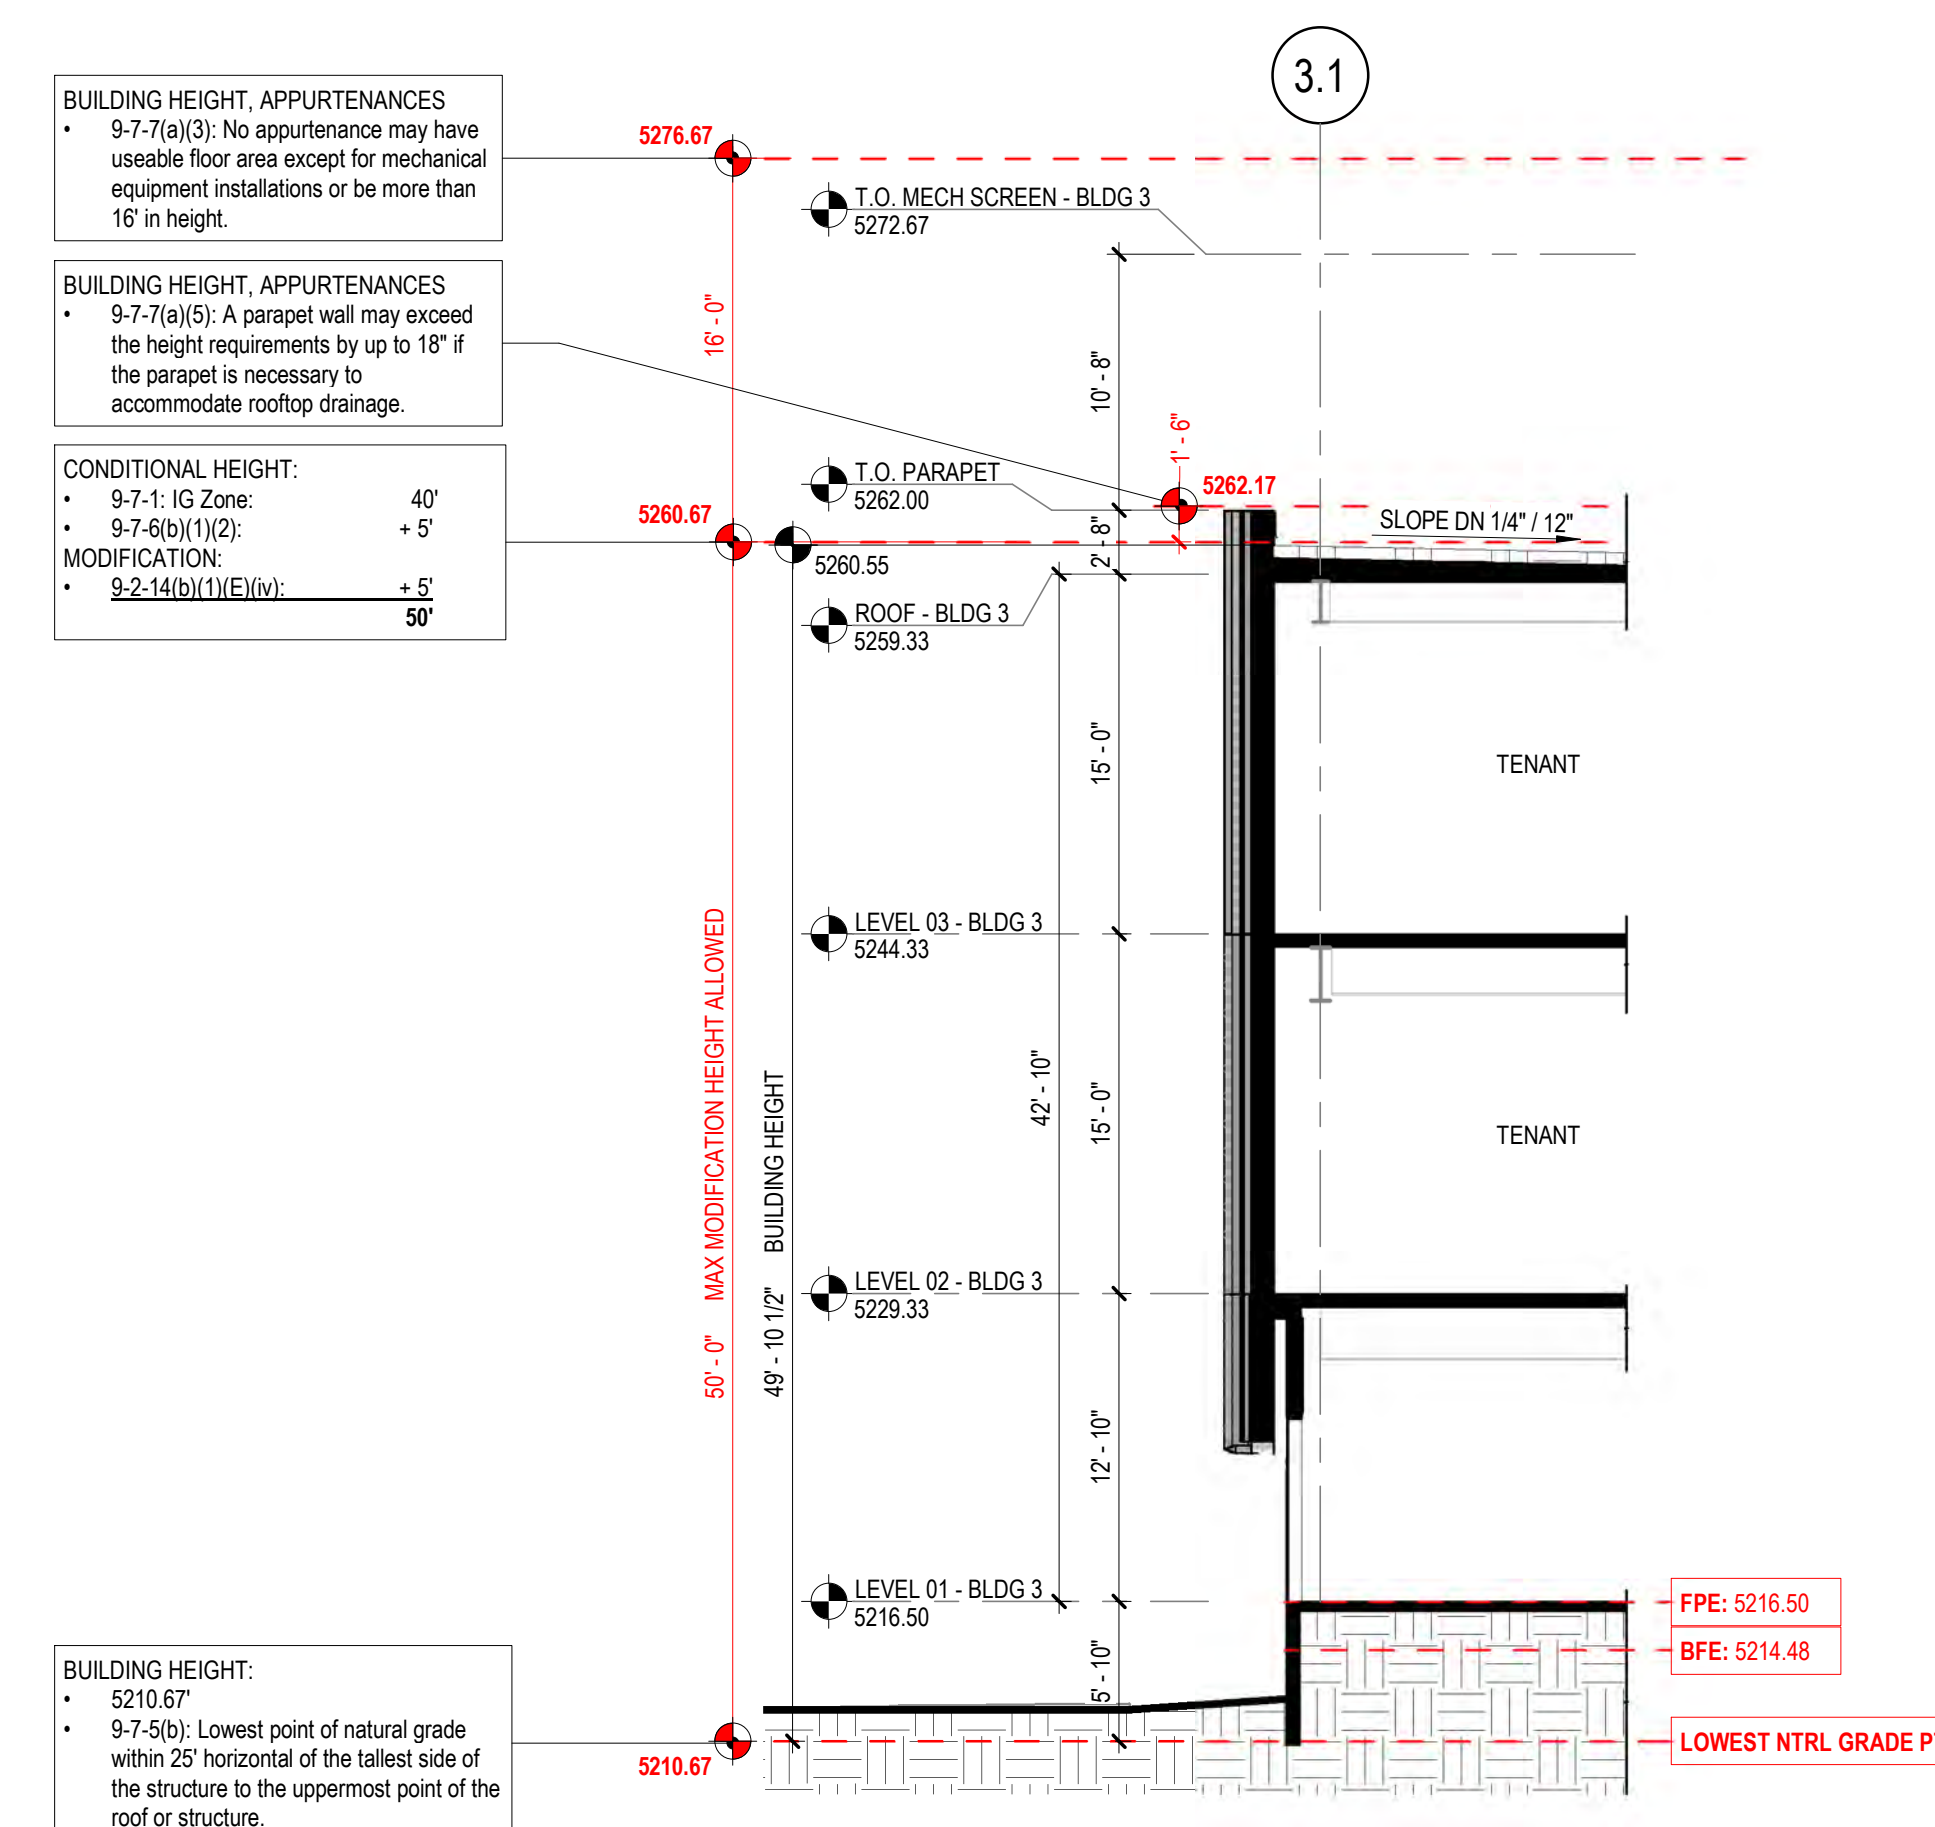 3.1
BUILDING HEIGHT, APPURTENANCES
• 9-7-7(a)(3): No appurtenance may have
useable floor area except for mechanical
equipment installations or be more than
16' in height.
BUILDING HEIGHT, APPURTENANCES
• 9-7-7(a)(5): A parapet wall may exceed
the height requirements by up to 18" if
the parapet is necessary to
accommodate rooftop drainage.
CONDITIONAL HEIGHT:
• 9-7-1: IG Zone: 40'
• 9-7-6(b)(1)(2): + 5'
MODIFICATION:
• 9-2-14(b)(1)(E)(iv): + 5'
50'
BUILDING HEIGHT:
• 5210.67'
• 9-7-5(b): Lowest point of natural grade
within 25' horizontal of the tallest side of
the structure to the uppermost point of the
roof or structure.
5276.67
16' - 0"
5260.67
50' - 0" MAX MODIFICATION HEIGHT ALLOWED
5210.67
49' - 10 1/2" BUILDING HEIGHT
T.O. MECH SCREEN - BLDG 3
5272.67
T.O. PARAPET
5262.00
5260.55
ROOF - BLDG 3
5259.33
LEVEL 03 - BLDG 3
5244.33
LEVEL 02 - BLDG 3
5229.33
LEVEL 01 - BLDG 3
5216.50
42' - 10"
10' - 8"
2' - 8"
15' - 0"
15' - 0"
12' - 10"
5' - 10"
1' - 6"
5262.17
SLOPE DN 1/4" / 12"
TENANT
TENANT
FPE: 5216.50
BFE: 5214.48
LOWEST NTRL GRADE